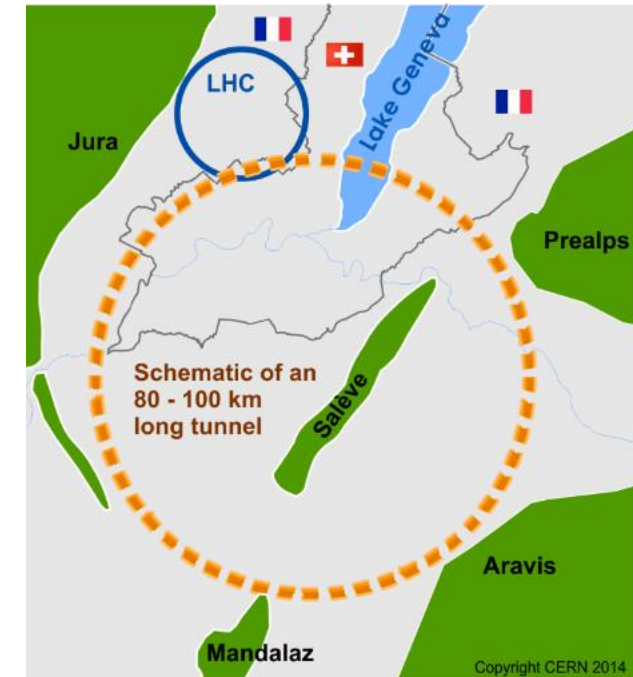 LHC
Lake Geneva
Jura
Prealps
Schematic of an
80 - 100 km
long tunnel
Salève
Aravis
Mandalaz
Copyright CERN 2014